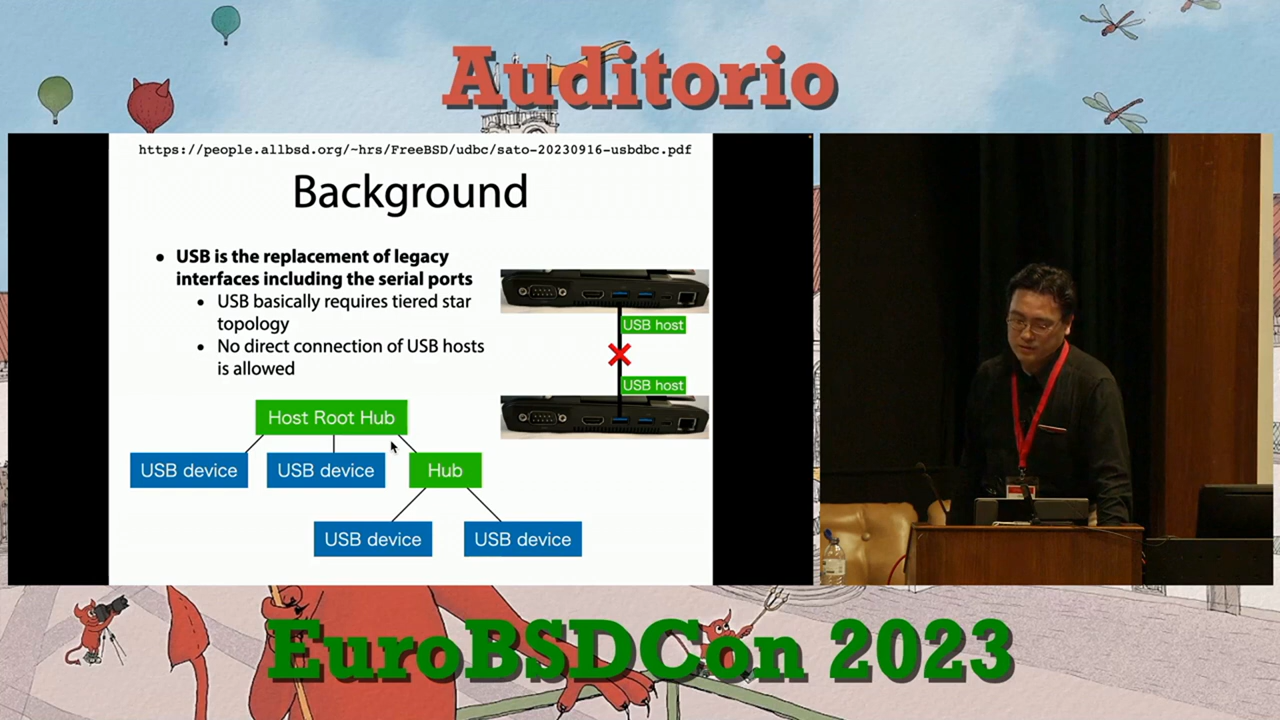 Auditorio
https://people.allbsd.org/~hrs/FreeBSD/udbc/sato-20230916-usbdbc.pdf
Background
• USB is the replacement of legacy
interfaces including the serial ports
• USB basically requires tiered star
topology
• No direct connection of USB hosts
is allowed
USB host
USB host
Host Root Hub
USB device
USB device
Hub
USB device
USB device
EuroBSDCon 2023